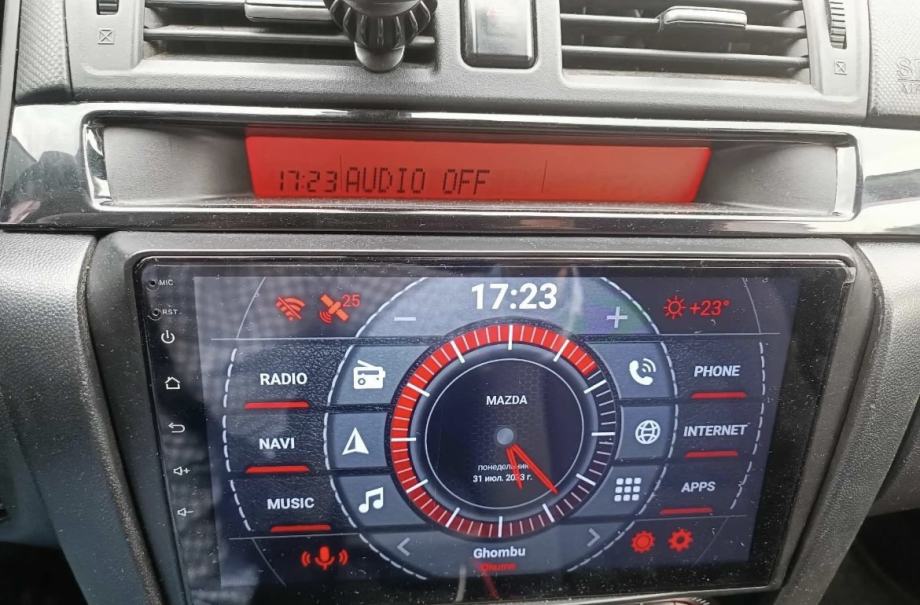 17:23 AUDIO OFF
MIC
RST
25
17:23
+23°
RADIO
PHONE
MAZDA
NAVI
INTERNET
понедельник
31 июл. 2023 г.
MUSIC
APPS
Ghombu